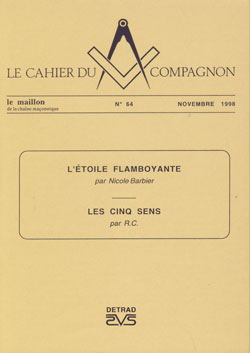 LE CAHIER DU COMPAGNON
le maillon
de la chaîne maçonnique
N° 64
NOVEMBRE 1998
L'ÉTOILE FLAMBOYANTE
par Nicole Barbier
LES CINQ SENS
par R.C.
DETRAD